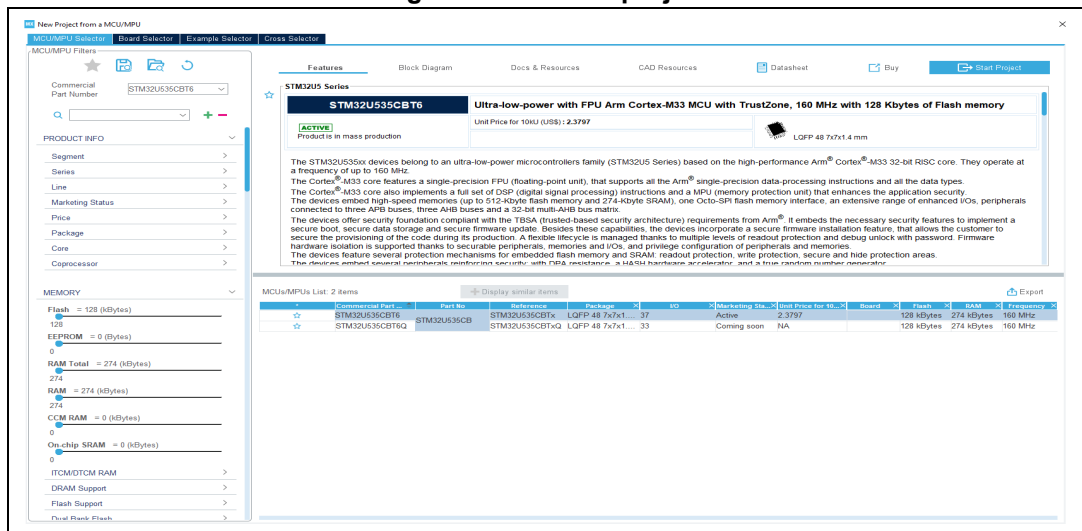 New Project from a MCU/MPU
MCU/MPU Selector Board Selector Example Selector Cross Selector
MCU/MPU Filters
Features Block Diagram Docs & Resources CAD Resources Datasheet Buy Start Project
Commercial
Part Number
STM32U535CBT6
STM32U5 Series
STM32U535CBT6
Ultra-low-power with FPU Arm Cortex-M33 MCU with TrustZone, 160 MHz with 128 Kbytes of Flash memory
ACTIVE
Product is in mass production
Unit Price for 10kU (US$) : 2.3797
LQFP 48 7x7x1.4 mm
The STM32U535xx devices belong to an ultra-low-power microcontrollers family (STM32U5 Series) based on the high-performance Arm® Cortex®-M33 32-bit RISC core. They operate at
a frequency of up to 160 MHz.
The Cortex®-M33 core features a single-precision FPU (floating-point unit), that supports all the Arm® single-precision data-processing instructions and all the data types.
The Cortex®-M33 core also implements a full set of DSP (digital signal processing) instructions and a MPU (memory protection unit) that enhances the application security.
The devices embed high-speed memories (up to 512-Kbyte flash memory and 274-Kbyte SRAM), one Octo-SPI flash memory interface, an extensive range of enhanced I/Os, peripherals
connected to three APB buses, three AHB buses and a 32-bit multi-AHB bus matrix.
The devices offer security foundation compliant with the TBSA (trusted-based security architecture) requirements from Arm®. It embeds the necessary security features to implement a
secure boot, secure data storage and secure firmware update. Besides these capabilities, the devices incorporate a secure firmware installation feature, that allows the customer to
secure the provisioning of the code during its production. A flexible lifecycle is managed thanks to multiple levels of readout protection and debug unlock with password. Firmware
hardware isolation is supported thanks to securable peripherals, memories and I/Os, and privilege configuration of peripherals and memories.
The devices feature several protection mechanisms for embedded flash memory and SRAM: readout protection, write protection, secure and hide protection areas.
The devices embed several peripherals reinforcing security: with DPA resistance, a HASH hardware accelerator, and a true random number generator.
PRODUCT INFO
Segment
Series
Line
Marketing Status
Price
Package
Core
Coprocessor
MEMORY
Flash = 128 (kBytes)
128
EEPROM = 0 (Bytes)
0
RAM Total = 274 (kBytes)
274
RAM = 274 (kBytes)
274
CCM RAM = 0 (kBytes)
0
On-chip SRAM = 0 (kBytes)
0
ITCM/DTCM RAM
DRAM Support
Flash Support
Dual Bank Flash
MCUs/MPUs List: 2 items Display similar items Export
* Commercial Part ... Part No Reference Package X I/O X Marketing Sta...X Unit Price for 10...X Board X Flash X RAM X Frequency X
STM32U535CBT6 STM32U535CB STM32U535CBTx LQFP 48 7x7x1.... 37 Active 2.3797 128 kBytes 274 kBytes 160 MHz
STM32U535CBT6Q STM32U535CBTxQ LQFP 48 7x7x1.... 33 Coming soon NA 128 kBytes 274 kBytes 160 MHz